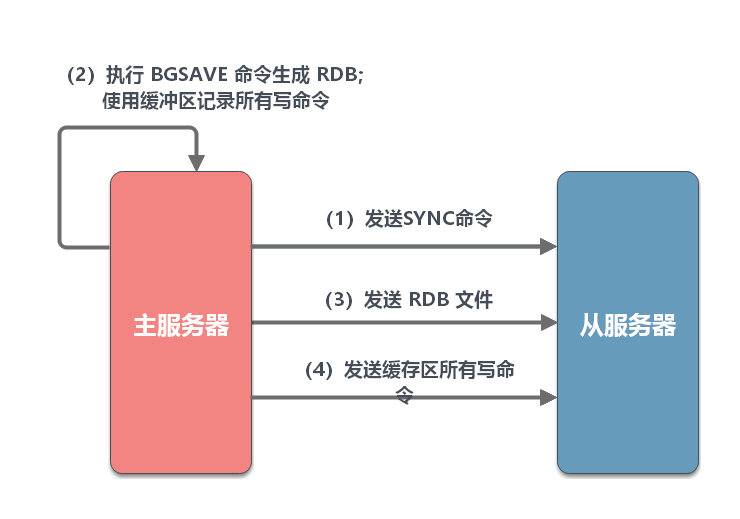 （2）执行 BGSAVE 命令生成 RDB;
使用缓冲区记录所有写命令
（1）发送SYNC命令
（3）发送 RDB 文件
主服务器
从服务器
（4）发送缓存区所有写命
令